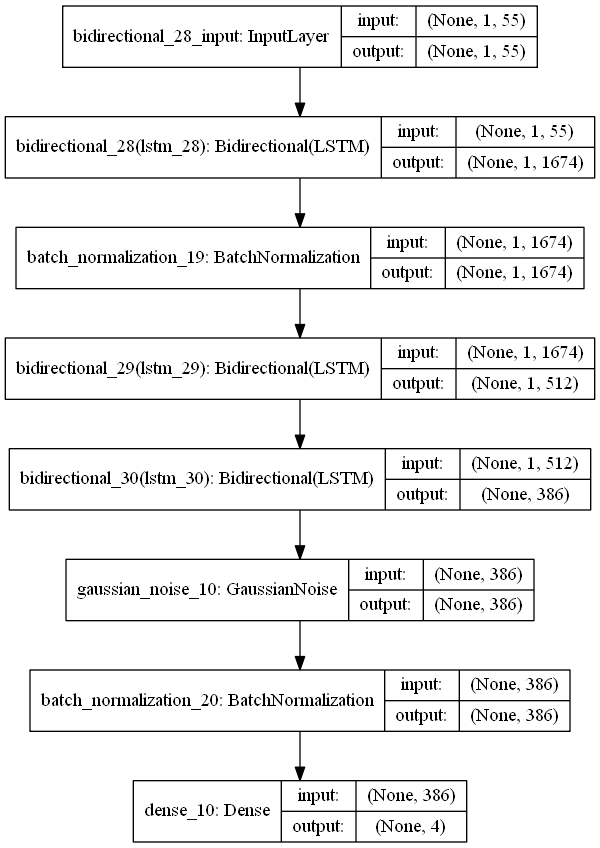 bidirectional_28_input: InputLayer input: (None, 1, 55)
output: (None, 1, 55)
bidirectional_28(lstm_28): Bidirectional(LSTM) input: (None, 1, 55)
output: (None, 1, 1674)
batch_normalization_19: BatchNormalization input: (None, 1, 1674)
output: (None, 1, 1674)
bidirectional_29(lstm_29): Bidirectional(LSTM) input: (None, 1, 1674)
output: (None, 1, 512)
bidirectional_30(lstm_30): Bidirectional(LSTM) input: (None, 1, 512)
output: (None, 386)
gaussian_noise_10: GaussianNoise input: (None, 386)
output: (None, 386)
batch_normalization_20: BatchNormalization input: (None, 386)
output: (None, 386)
dense_10: Dense input: (None, 386)
output: (None, 4)